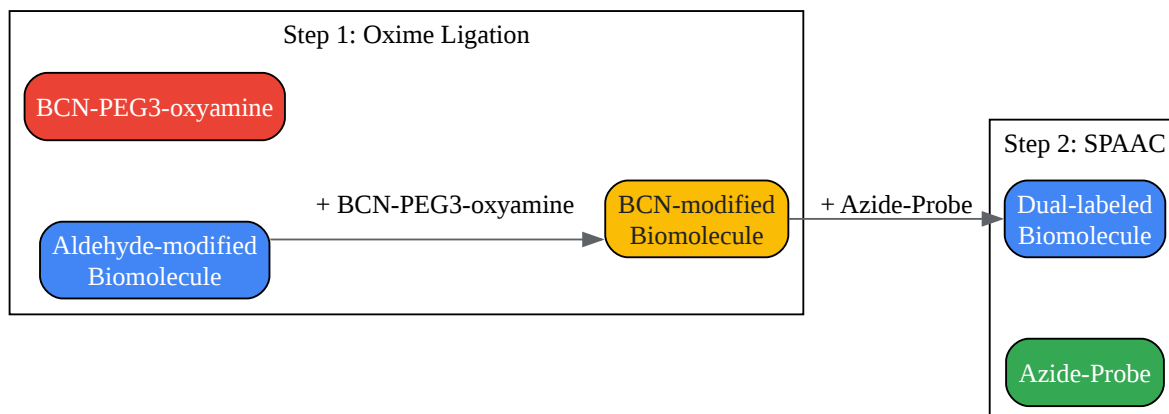 Step 1: Oxime Ligation
BCN-PEG3-oxyamine
Aldehyde-modified
Biomolecule
+ BCN-PEG3-oxyamine
BCN-modified
Biomolecule
+ Azide-Probe
Step 2: SPAAC
Dual-labeled
Biomolecule
Azide-Probe